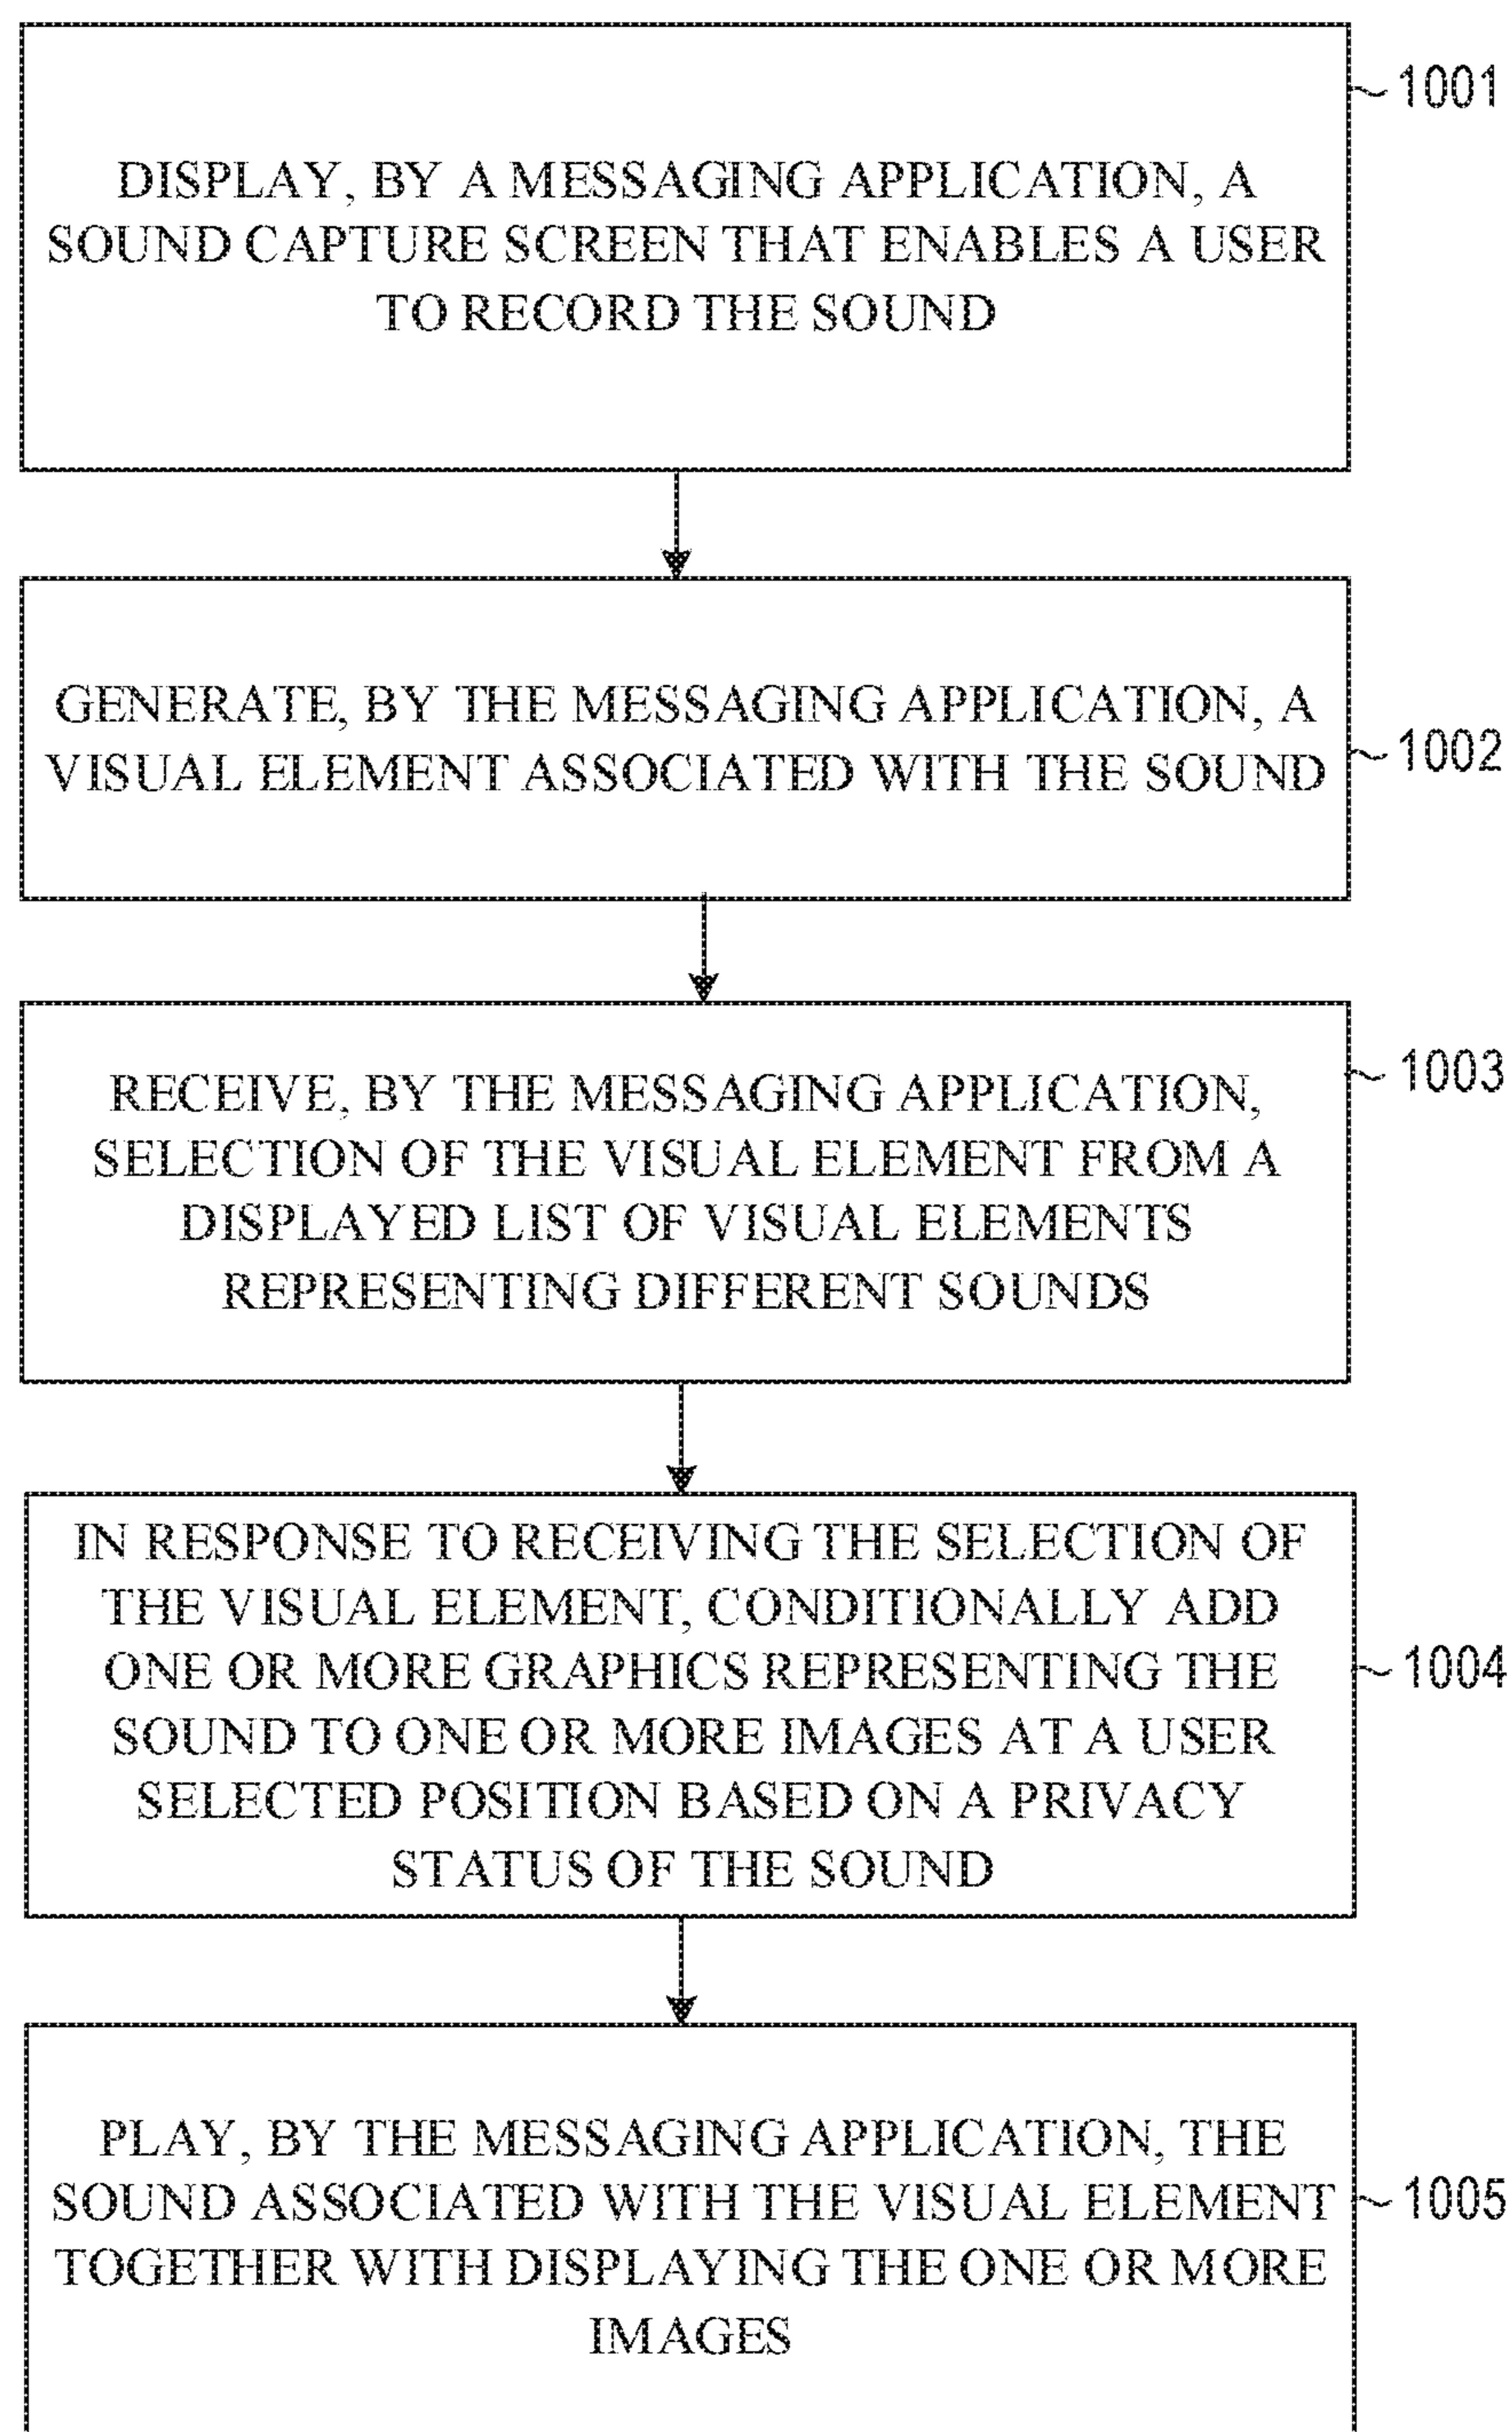 1001
DISPLAY, BY A MESSAGING APPLICATION, A
SOUND CAPTURE SCREEN THAT ENABLES A USER
TO RECORD THE SOUND
GENERATE, BY THE MESSAGING APPLICATION, A
VISUAL ELEMENT ASSOCIATED WITH THE SOUND
1002
RECEIVE, BY THE MESSAGING APPLICATION,
SELECTION OF THE VISUAL ELEMENT FROM A
DISPLAYED LIST OF VISUAL ELEMENTS
REPRESENTING DIFFERENT SOUNDS
1003
IN RESPONSE TO RECEIVING THE SELECTION OF
THE VISUAL ELEMENT, CONDITIONALLY ADD
ONE OR MORE GRAPHICS REPRESENTING THE
SOUND TO ONE OR MORE IMAGES AT A USER
SELECTED POSITION BASED ON A PRIVACY
STATUS OF THE SOUND
1004
PLAY, BY THE MESSAGING APPLICATION, THE
SOUND ASSOCIATED WITH THE VISUAL ELEMENT
TOGETHER WITH DISPLAYING THE ONE OR MORE
IMAGES
1005